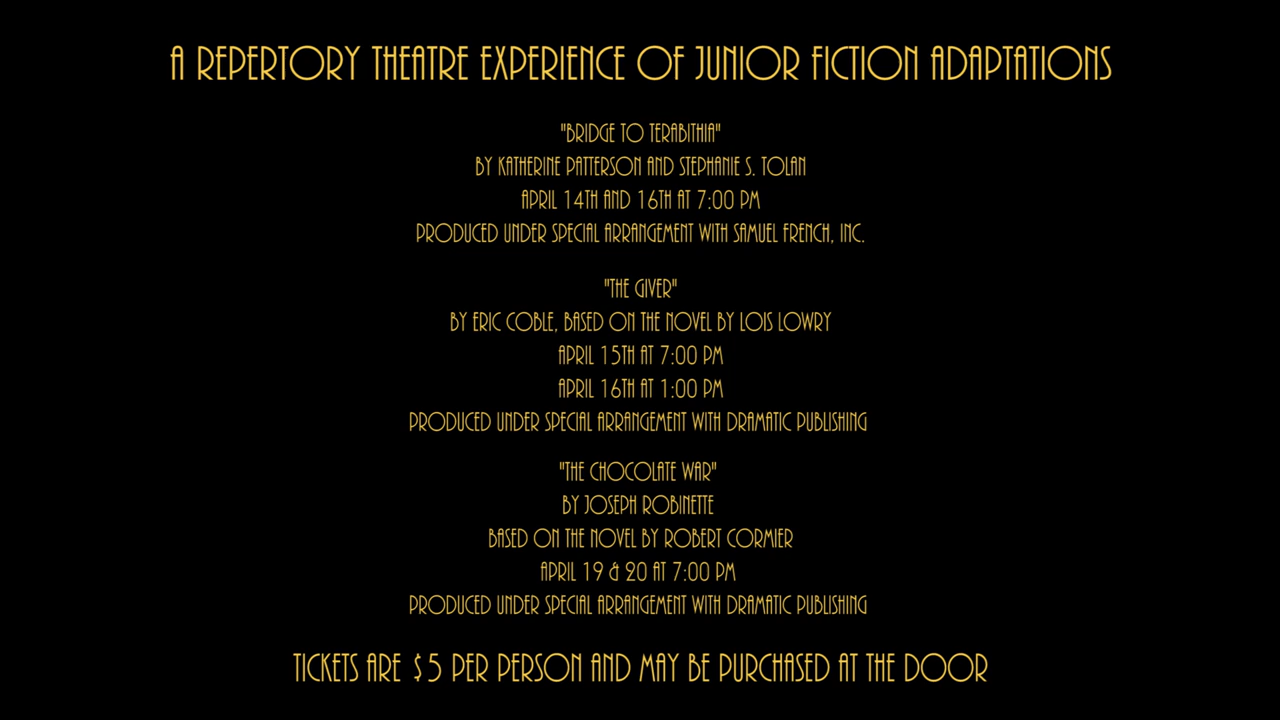 A REPERTORY THEATRE EXPERIENCE OF JUNIOR FICTION ADAPTATIONS
"BRIDGE TO TERABITHIA"
BY KATHERINE PATTERSON AND STEPHANIE S. TOLAN
APRIL 14TH AND 16TH AT 7:00 PM
PRODUCED UNDER SPECIAL ARRANGEMENT WITH SAMUEL FRENCH, INC.
"THE GIVER"
BY ERIC COBLE, BASED ON THE NOVEL BY LOIS LOWRY
APRIL 15TH AT 7:00 PM
APRIL 16TH AT 1:00 PM
PRODUCED UNDER SPECIAL ARRANGEMENT WITH DRAMATIC PUBLISHING
"THE CHOCOLATE WAR"
BY JOSEPH ROBINETTE
BASED ON THE NOVEL BY ROBERT CORMIER
APRIL 19 & 20 AT 7:00 PM
PRODUCED UNDER SPECIAL ARRANGEMENT WITH DRAMATIC PUBLISHING
TICKETS ARE $5 PER PERSON AND MAY BE PURCHASED AT THE DOOR